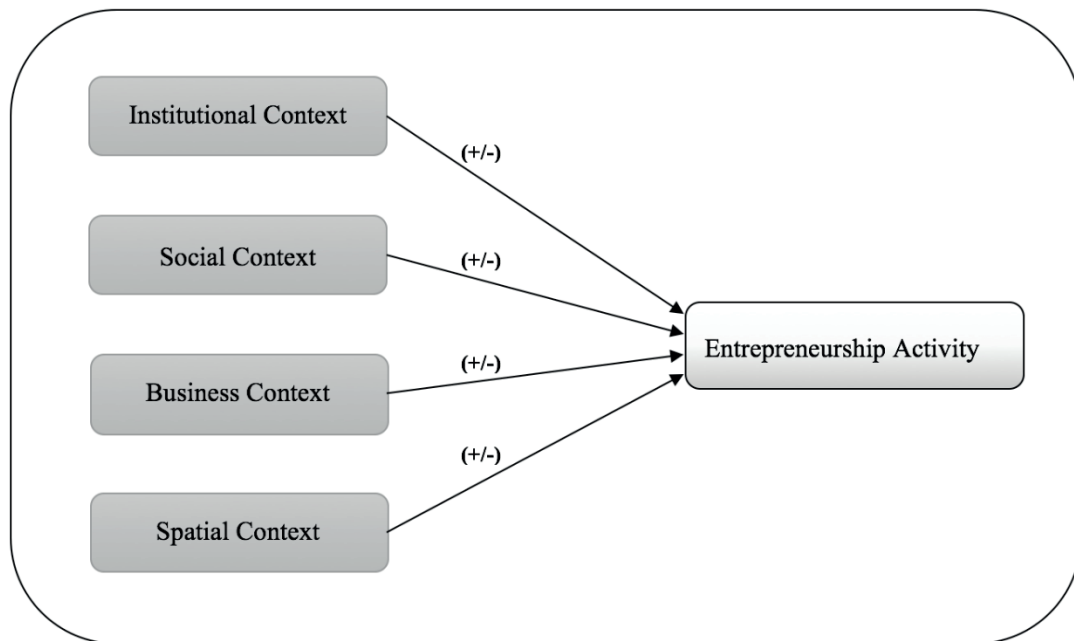 Institutional Context
(+/-)
Social Context
(+/-)
Entrepreneurship Activity
Business Context
(+/-)
(+/-)
Spatial Context